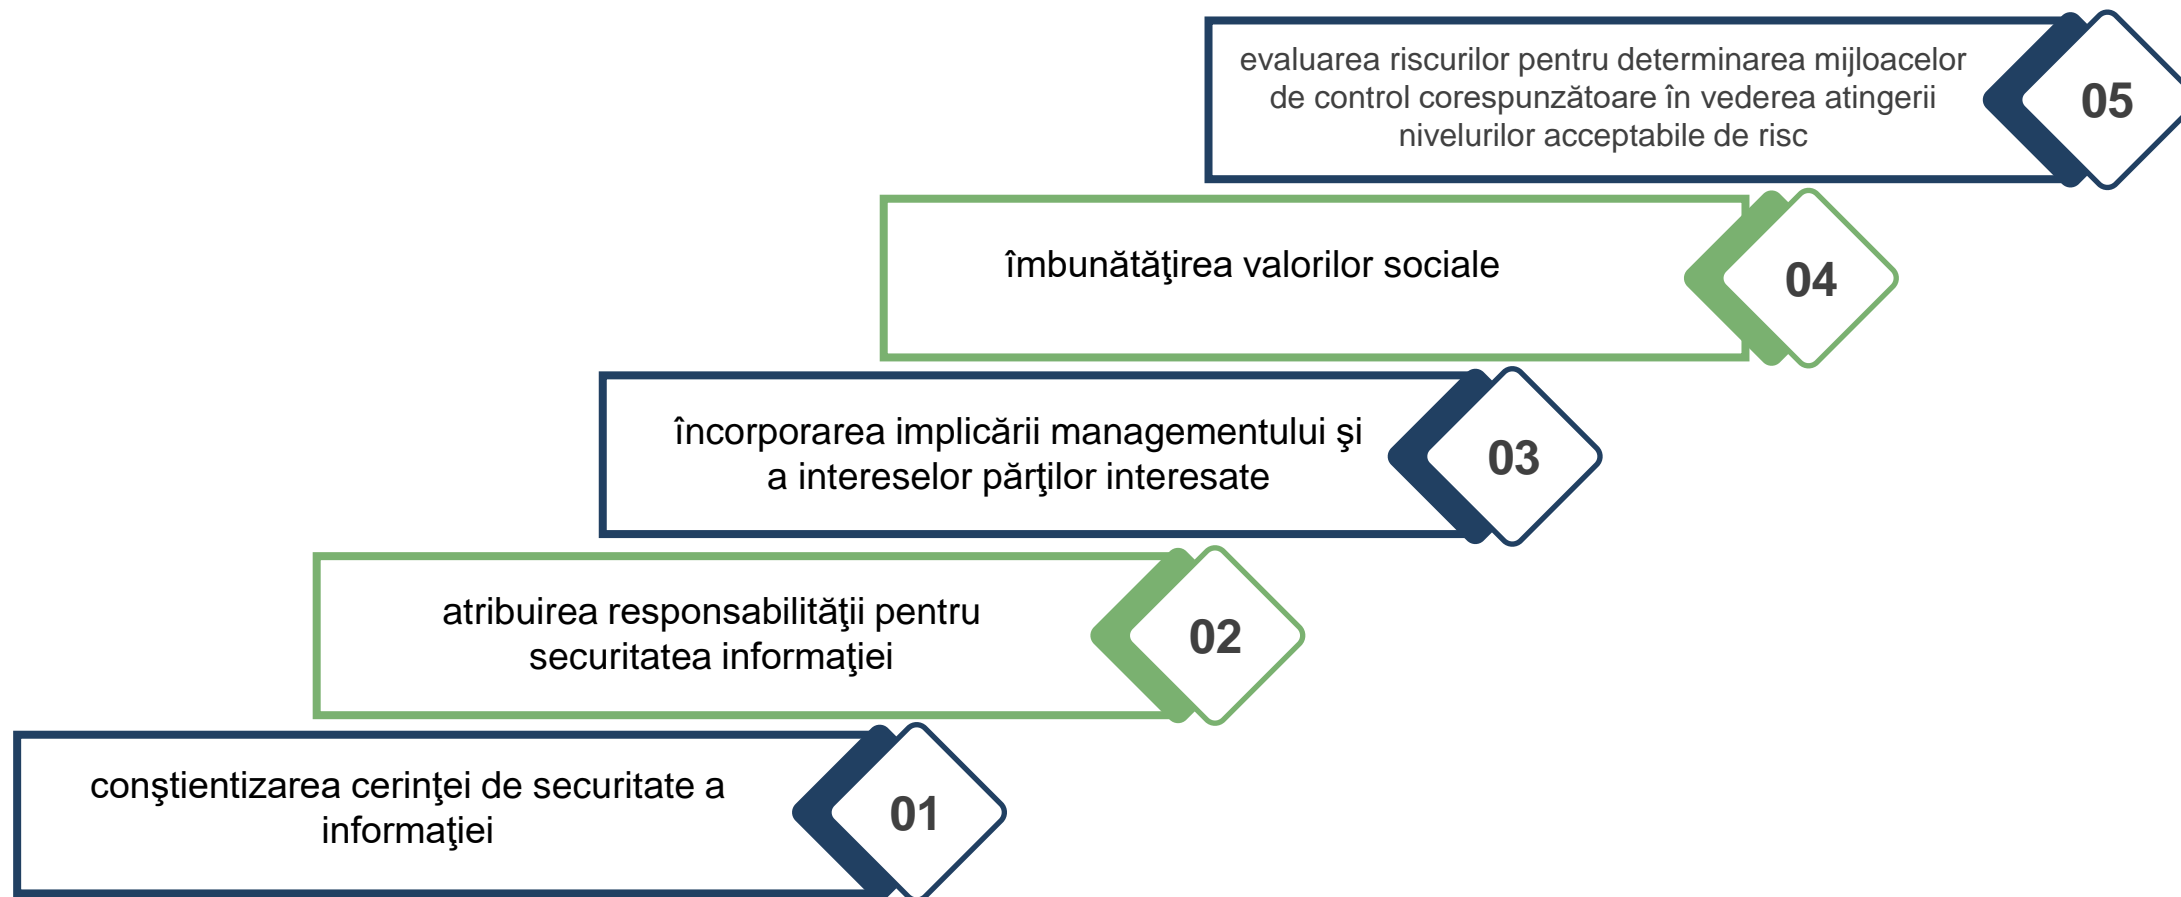 evaluarea riscurilor pentru determinarea mijloacelor
de control corespunzătoare în vederea atingerii
nivelurilor acceptabile de risc
05
îmbunătăţirea valorilor sociale
04
încorporarea implicării managementului şi
a intereselor părţilor interesate
03
atribuirea responsabilităţii pentru
securitatea informaţiei
02
conştientizarea cerinţei de securitate a
informaţiei
01